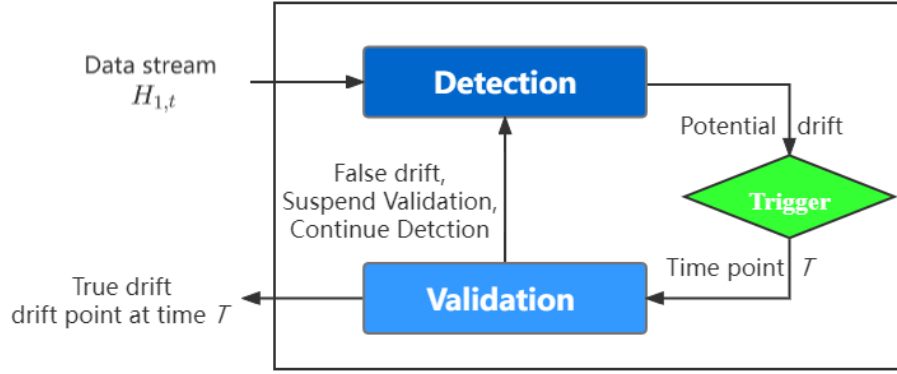 Data stream
H_{1,t}
Detection
Potential drift
Trigger
False drift,
Suspend Validation,
Continue Detction
Time point T
Validation
True drift
drift point at time T